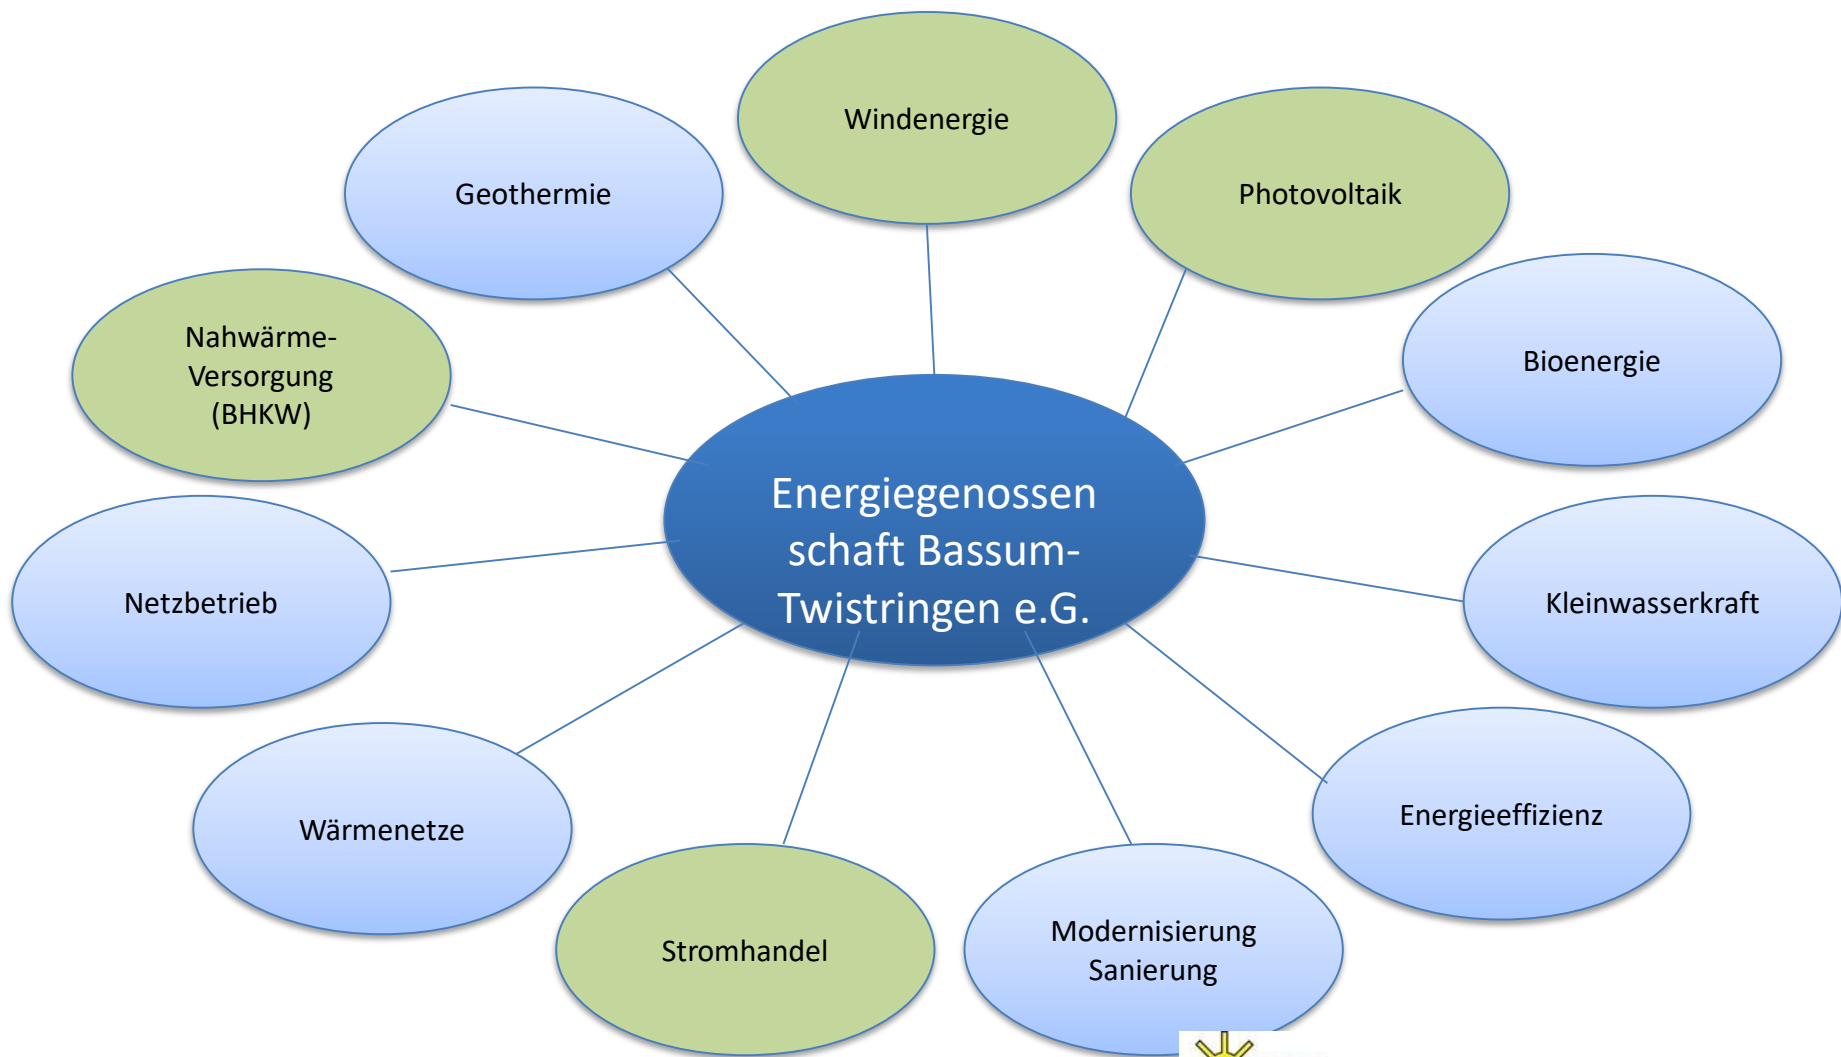 Windenergie
Geothermie
Photovoltaik
Nahwärme-
Versorgung
(BHKW)
Bioenergie
Energiegenossen
schaft Bassum-
Twistringen e.G.
Netzbetrieb
Kleinwasserkraft
Wärmenetze
Energieeffizienz
Stromhandel
Modernisierung
Sanierung